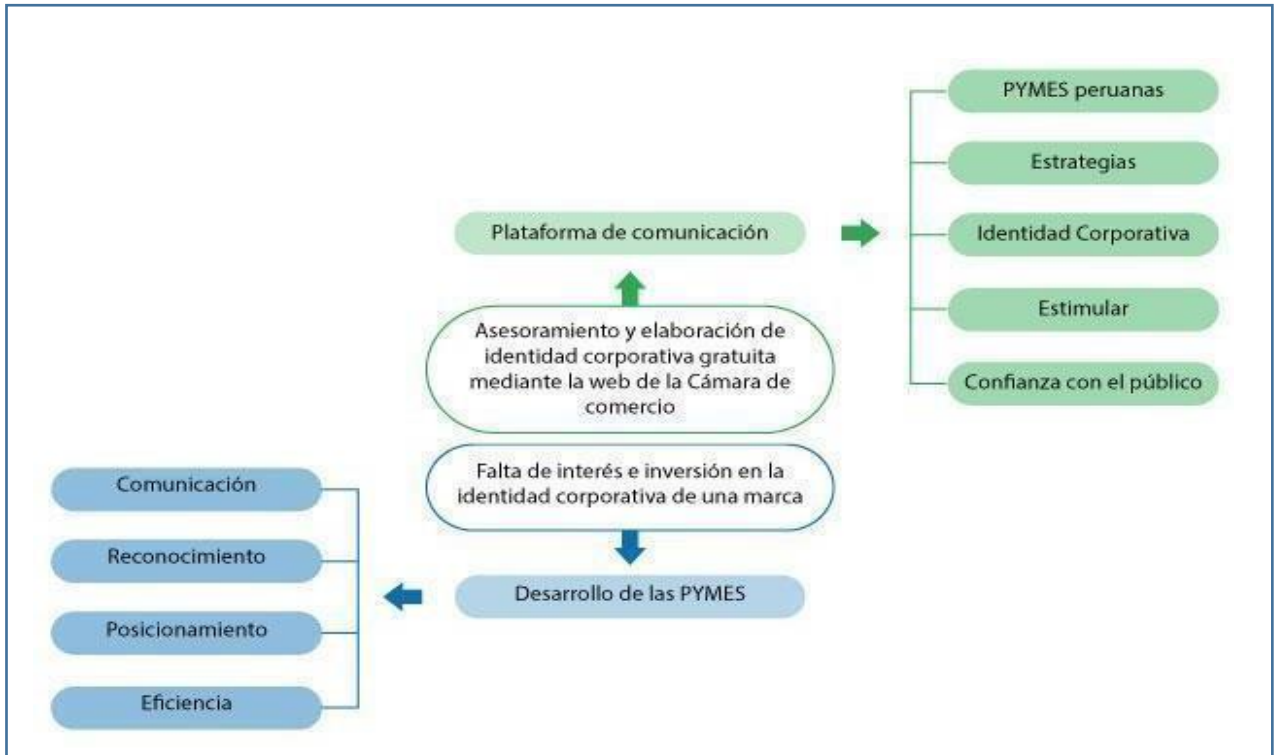 PYMES peruanas
Estrategias
Plataforma de comunicación
Identidad Corporativa
Estimular
Confianza con el público
Asesoramiento y elaboración de
identidad corporativa gratuita
mediante la web de la Cámara de
comercio
Falta de interés e inversión en la
identidad corporativa de una marca
Desarrollo de las PYMES
Comunicación
Reconocimiento
Posicionamiento
Eficiencia